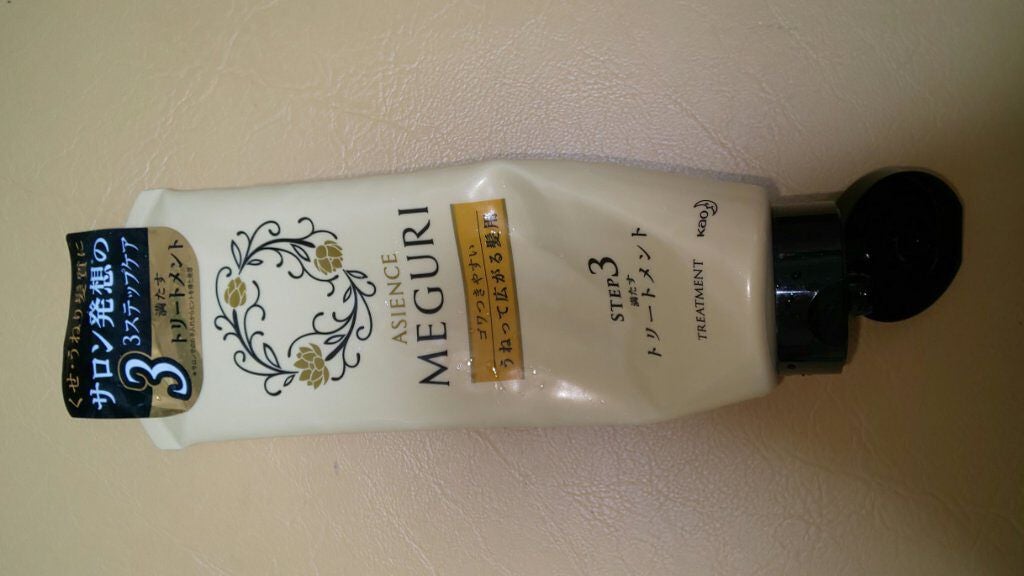 くせ・うねり髪質に
サロン発想の
3ステップケア
3
満たす
トリートメント
ASIENCE
MEGURI
ゴワつきやすい
うねって広がる髪用
STEP.3
満たす
トリートメント
TREATMENT
Kao